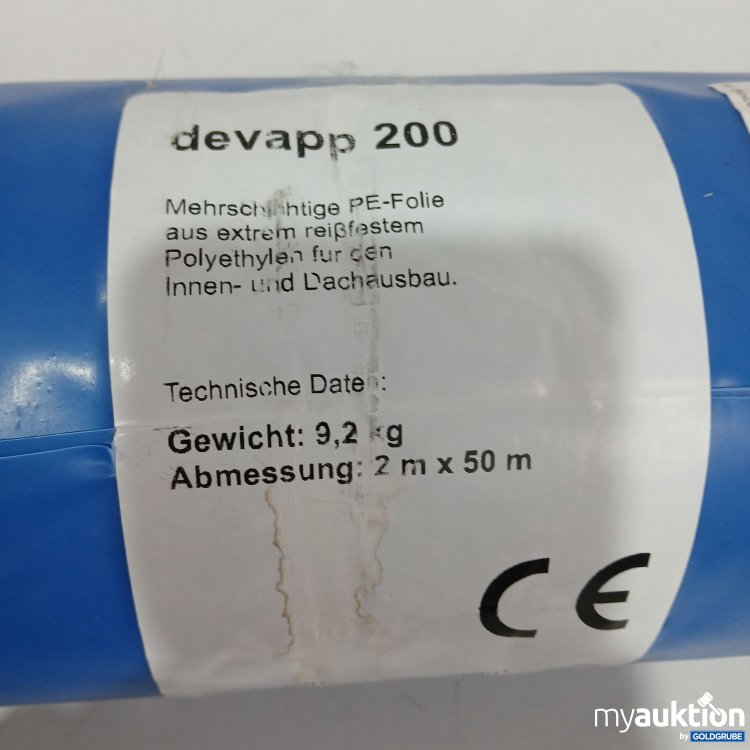 devapp 200
Mehrschichtige PE-Folie
aus extrem reißfestem
Polyethylen fur den
Innen- und Dachausbau.
Technische Daten:
Gewicht: 9,2 kg
Abmessung: 2 m x 50 m
CE
myauktion
by GOLDGRUBE